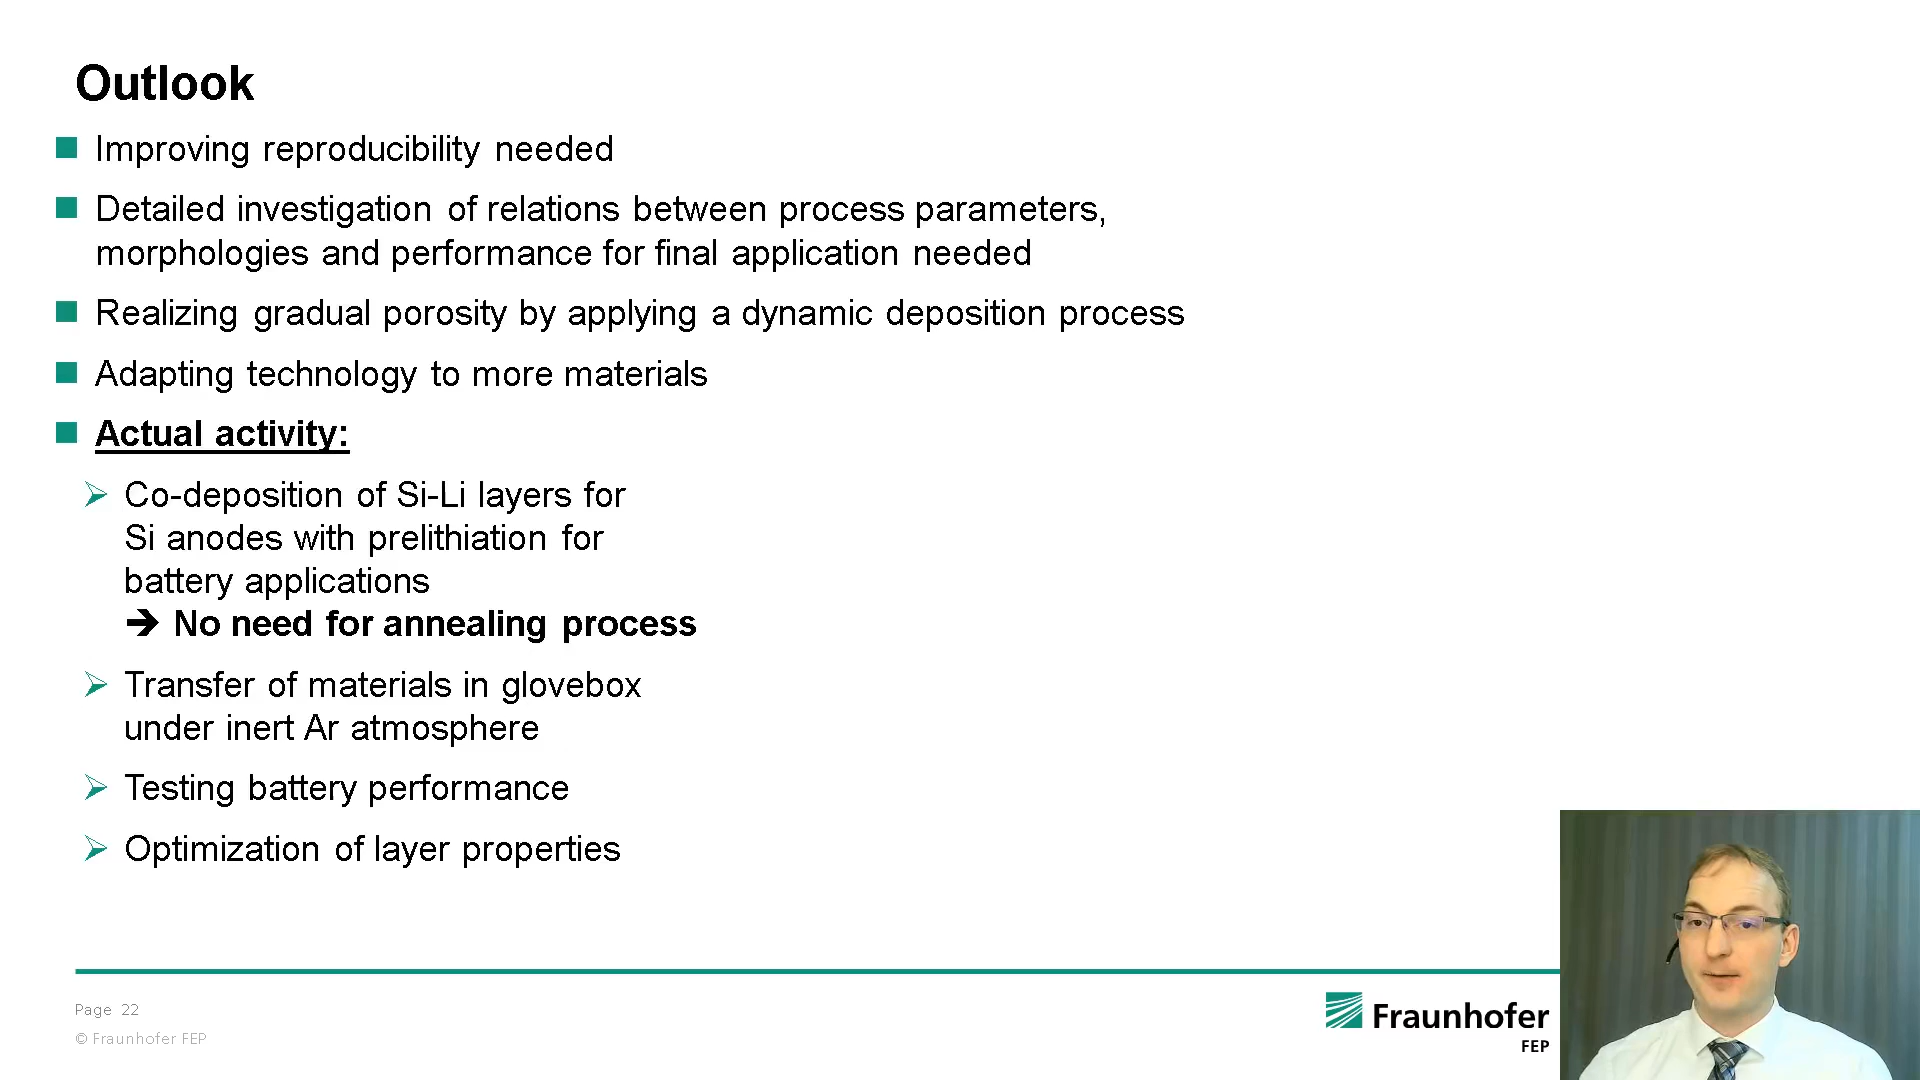 Outlook
Improving reproducibility needed
Detailed investigation of relations between process parameters,
morphologies and performance for final application needed
Realizing gradual porosity by applying a dynamic deposition process
Adapting technology to more materials
Actual activity:
Co-deposition of Si-Li layers for
Si anodes with prelithiation for
battery applications
➔ No need for annealing process
Transfer of materials in glovebox
under inert Ar atmosphere
Testing battery performance
Optimization of layer properties
Page 22
© Fraunhofer FEP
Fraunhofer
FEP